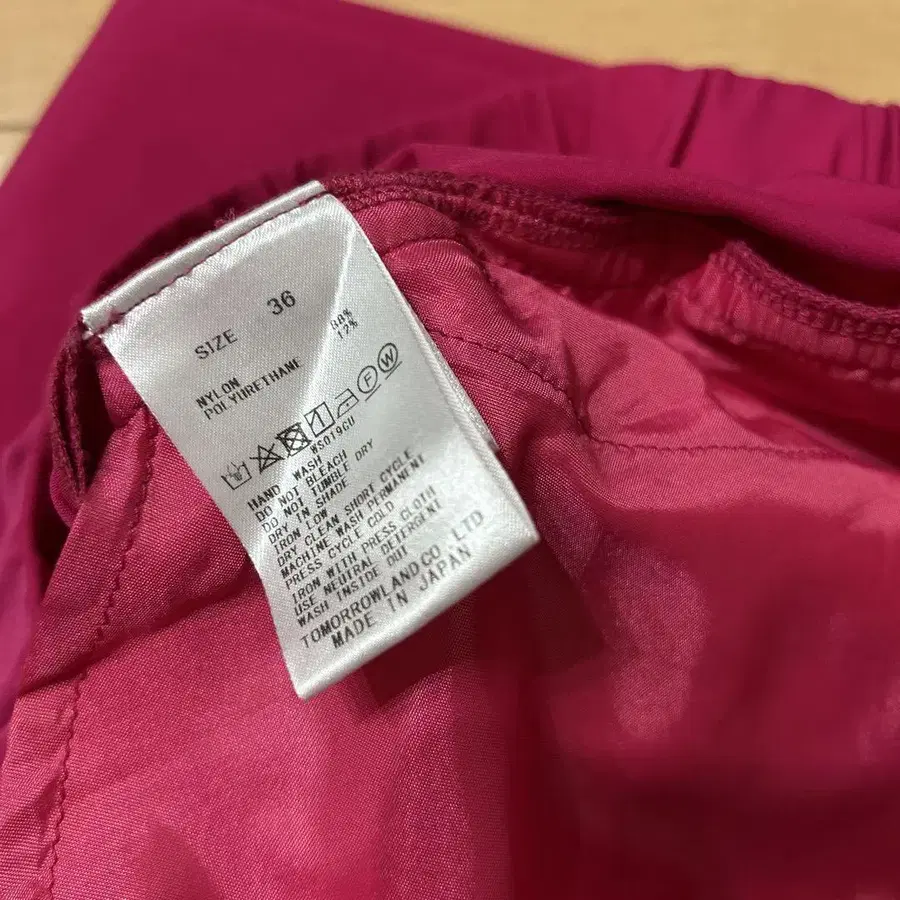 SIZE 36
NYLON 88%
POLYURETHANE 12%
F W
WS019G0
HAND WASH
DO NOT BLEACH
DO NOT TUMBLE DRY
DRY IN SHADE
IRON LOW
DRY CLEAN SHORT CYCLE
MACHINE WASH PERMANENT
PRESS CYCLE COLD
IRON WITH PRESS CLOTH
USE NEUTRAL DETERGENT
WASH INSIDE OUT
TOMORROWLAND CO LTD
MADE IN JAPAN